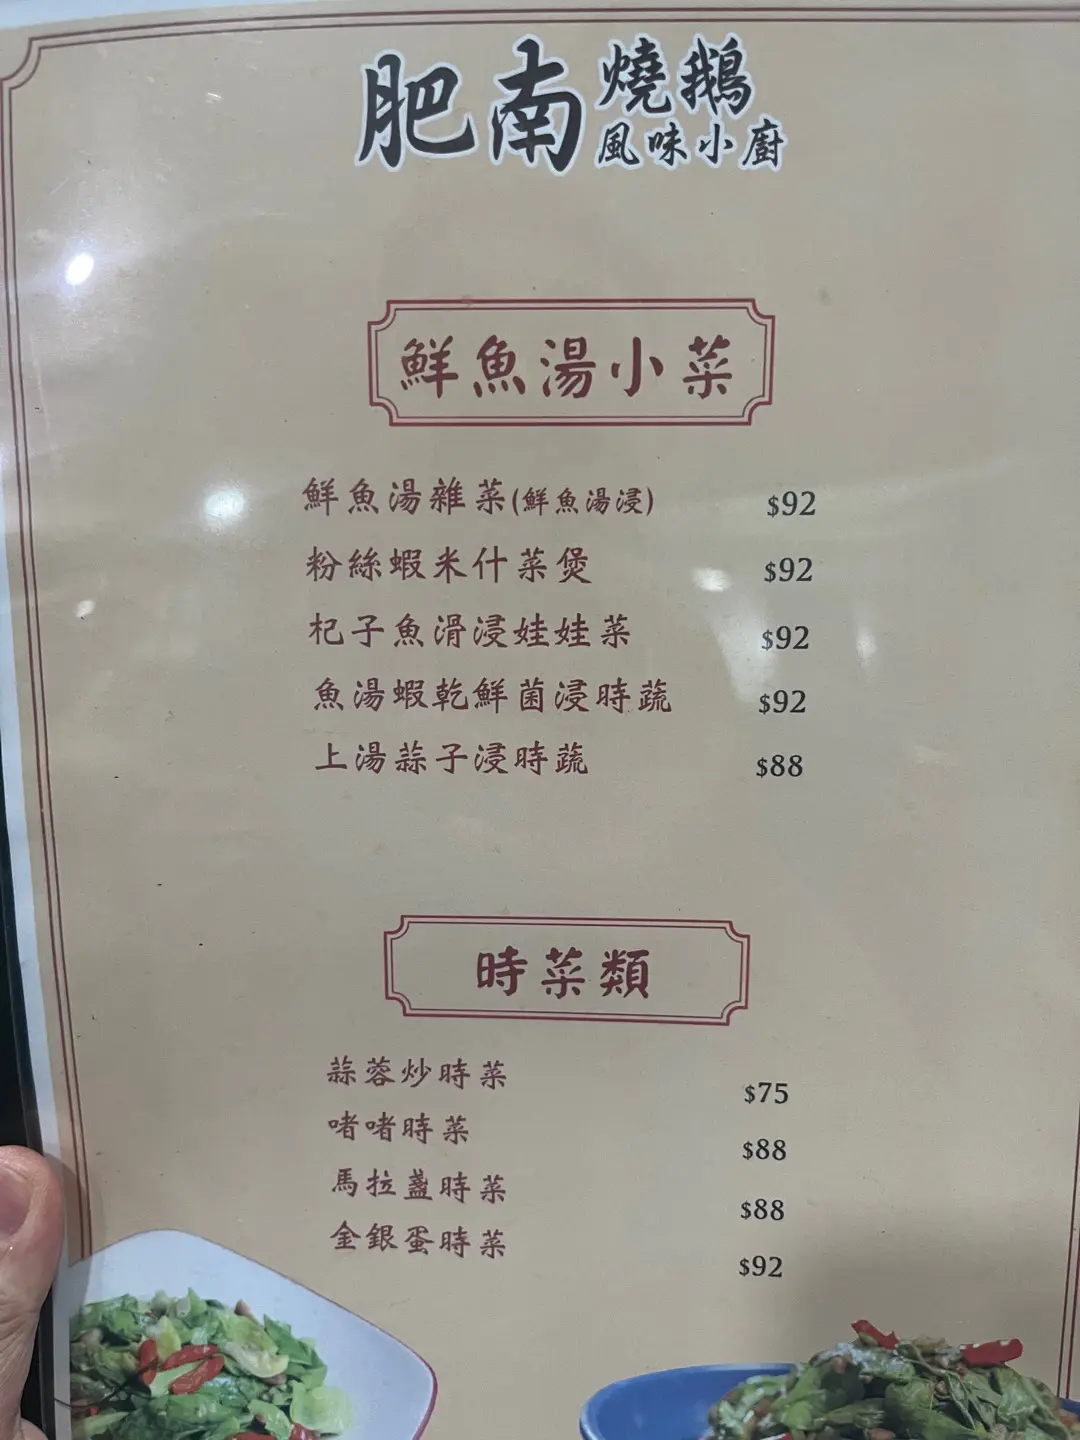 肥南燒鵝
風味小廚
鮮魚湯小菜
鮮魚湯雜菜(鮮魚湯浸) $92
粉絲蝦米什菜煲 $92
杞子魚滑浸娃娃菜 $92
魚湯蝦乾鮮菌浸時蔬 $92
上湯蒜子浸時蔬 $88
時菜類
蒜蓉炒時菜 $75
啫啫時菜 $88
馬拉盞時菜 $88
金銀蛋時菜 $92